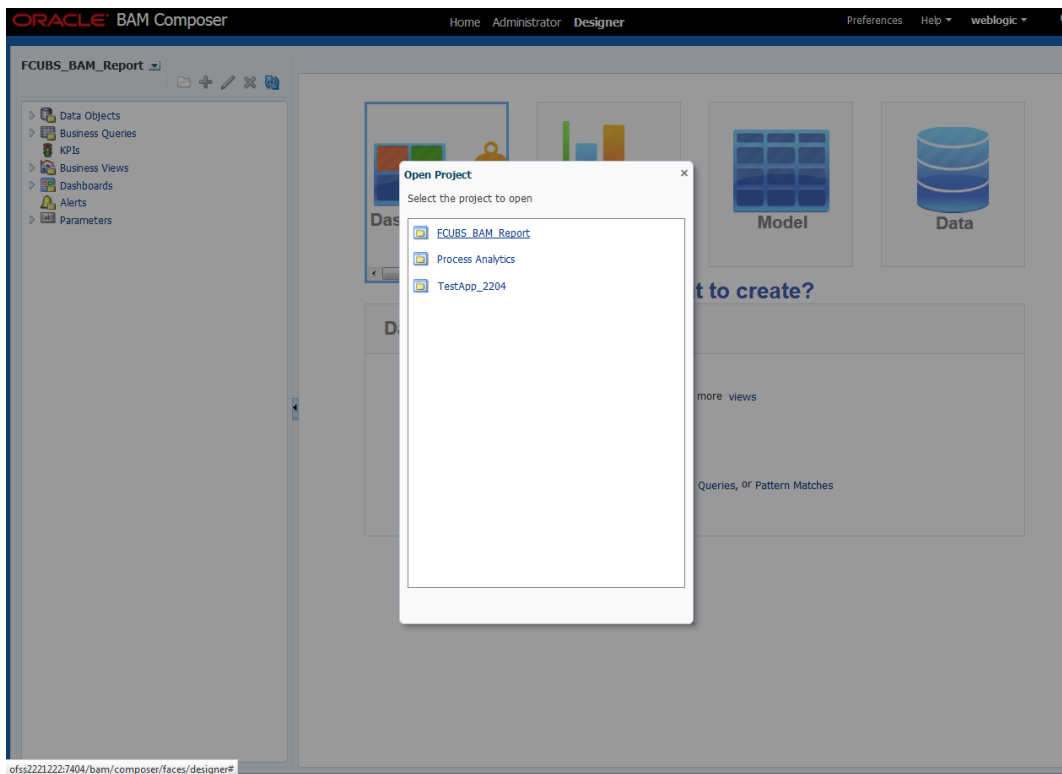 ORACLE BAM Composer
Home Administrator Designer
Preferences Help weblogic
FCUBS_BAM_Report
Data Objects
Business Queries
KPIs
Business Views
Dashboards
Alerts
Parameters
Open Project
Select the project to open
FCUBS_BAM_Report
Process Analytics
TestApp_2204
Das
Model
Data
t to create?
D
more views
Queries, or Pattern Matches
ofss2221222:7404/bam/composer/faces/designer#